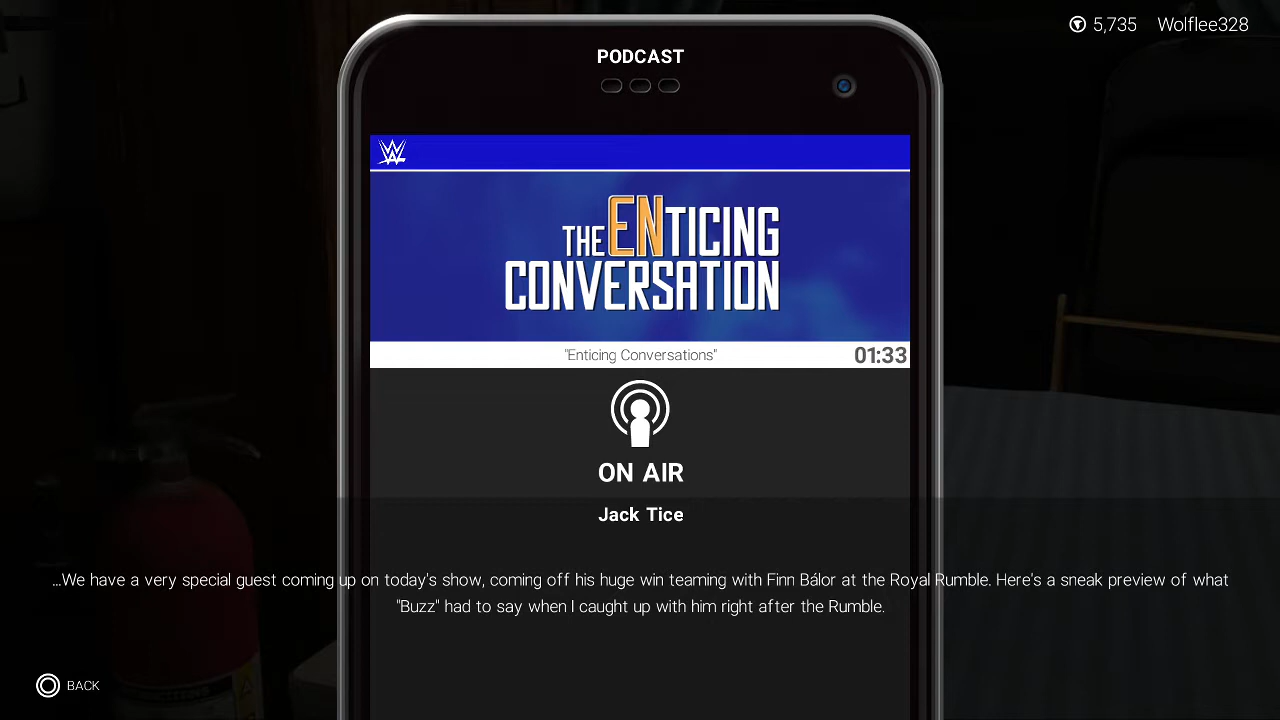 5,735 Wolflee328
PODCAST
THE ENTICING
CONVERSATION
"Enticing Conversations" 01:33
ON AIR
Jack Tice
...We have a very special guest coming up on today's show, coming off his huge win teaming with Finn Bálor at the Royal Rumble. Here's a sneak preview of what
"Buzz" had to say when I caught up with him right after the Rumble.
BACK